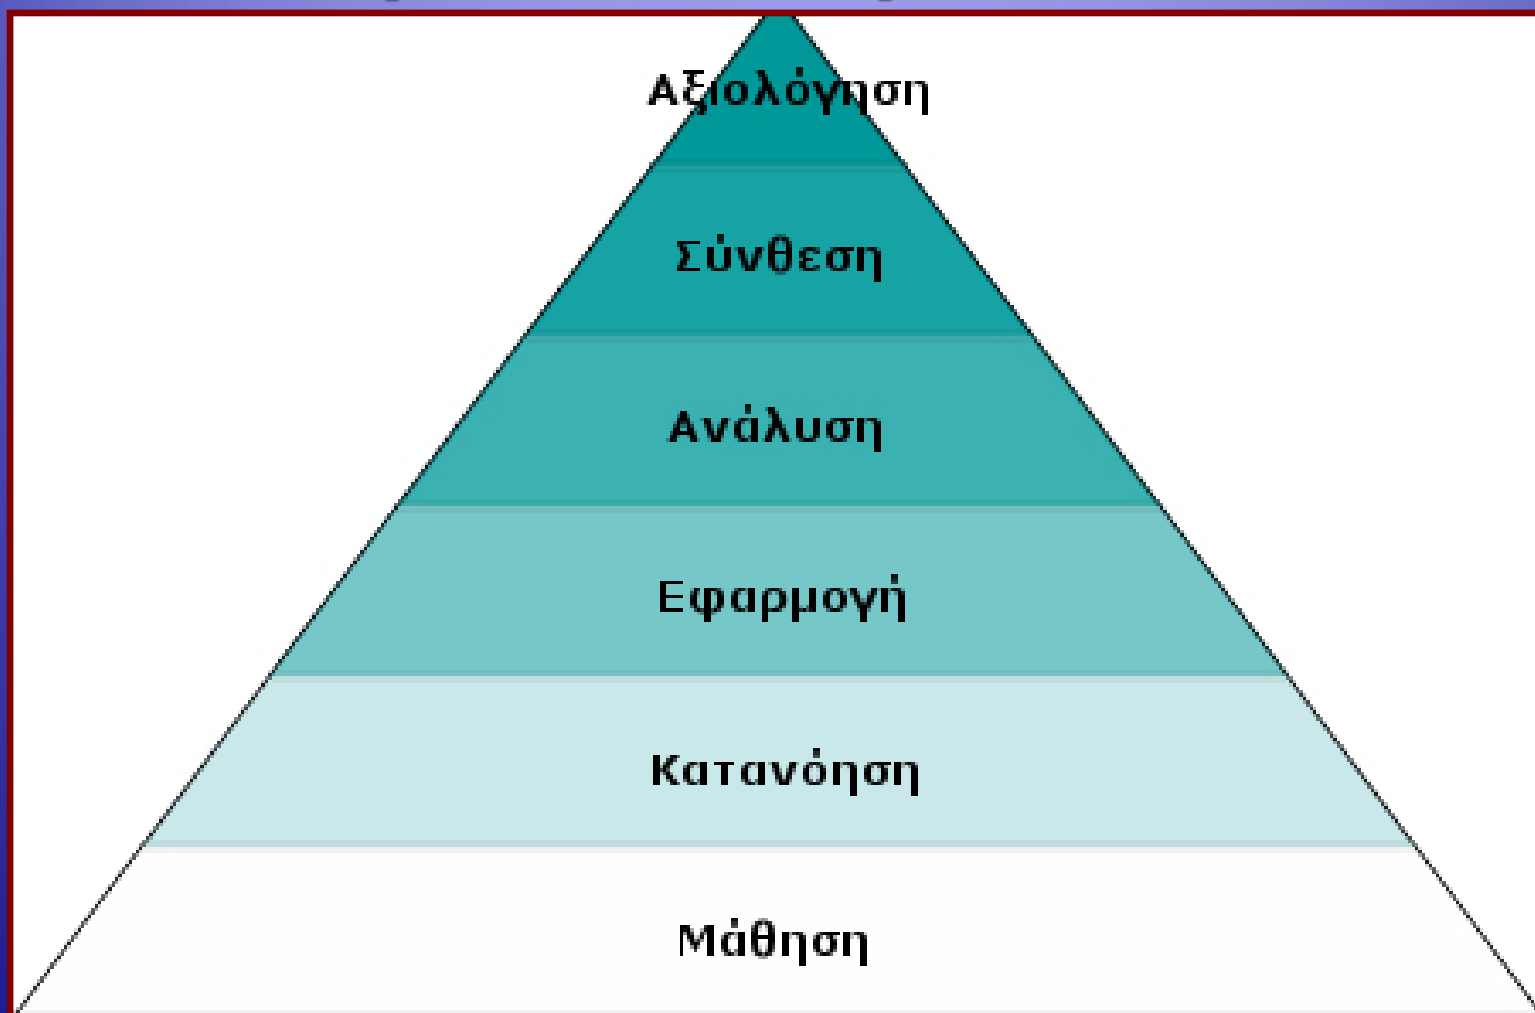 Αξιολόγηση
Σύνθεση
Ανάλυση
Εφαρμογή
Κατανόηση
Μάθηση